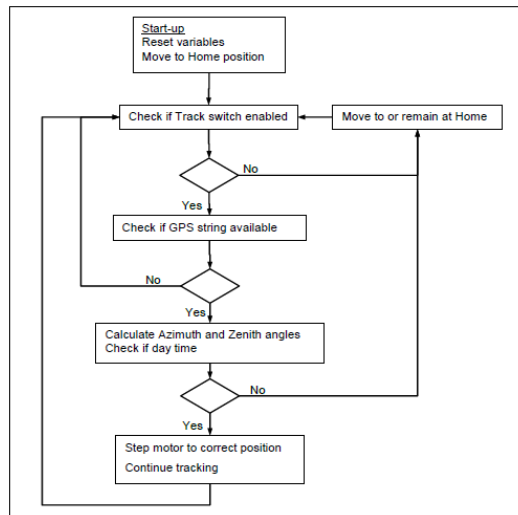 Start-up
Reset variables
Move to Home position
Check if Track switch enabled
Move to or remain at Home
No
Yes
Check if GPS string available
No
Yes
Calculate Azimuth and Zenith angles
Check if day time
No
Yes
Step motor to correct position
Continue tracking